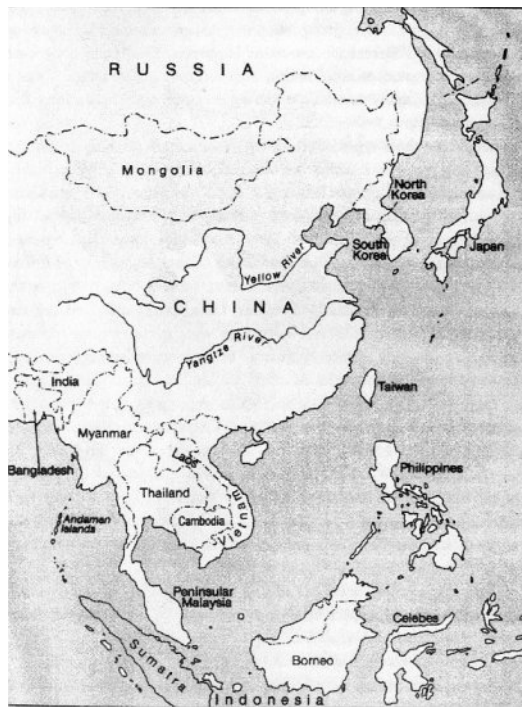 RUSSIA
Mongolia
North
Korea
South
Korea
Japan
Yellow River
CHINA
Yangize River
India
Taiwan
Myanmar
Laos
Bangladesh
Philippines
Thailand
Vietnam
Andaman
Islands
Cambodia
Peninsular
Malaysia
Celebes
Sumatra
Borneo
Indonesia